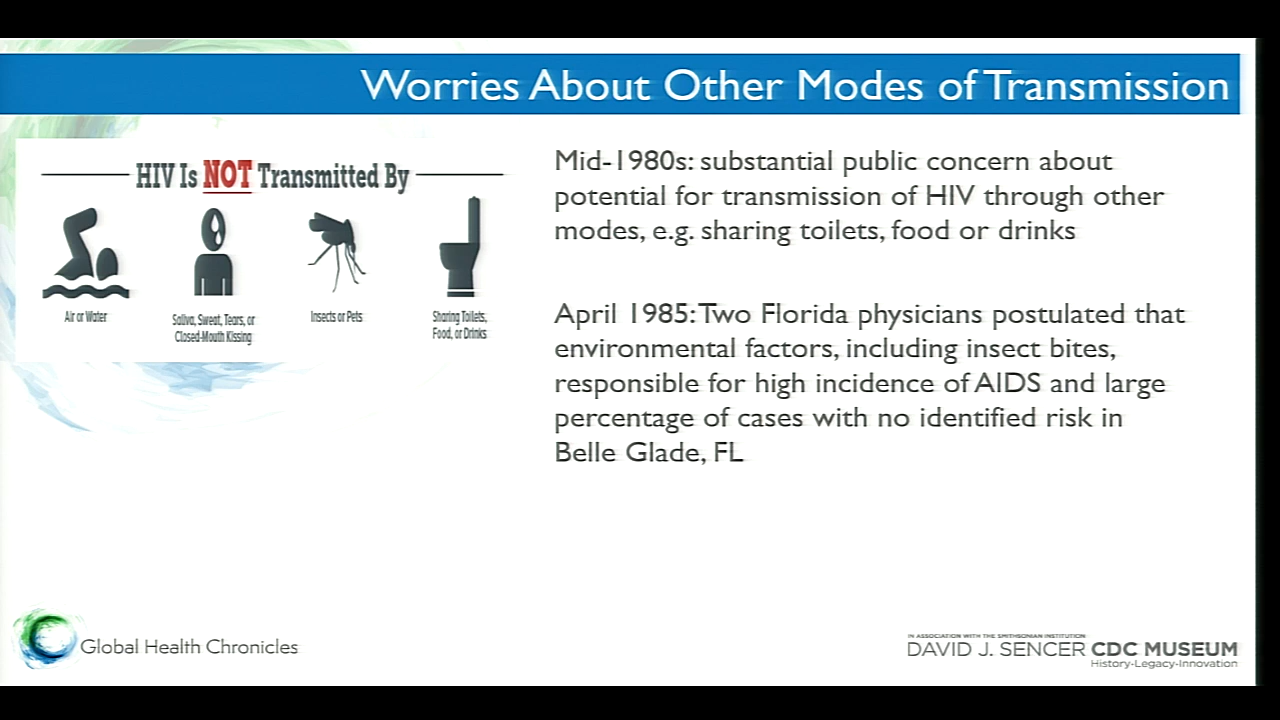 Worries About Other Modes of Transmission
HIV Is NOT Transmitted By
Air or Water
Saliva, Sweat, Tears, or
Closed-Mouth Kissing
Insects or Pets
Sharing Toilets,
Food, or Drinks
Mid-1980s: substantial public concern about
potential for transmission of HIV through other
modes, e.g. sharing toilets, food or drinks
April 1985: Two Florida physicians postulated that
environmental factors, including insect bites,
responsible for high incidence of AIDS and large
percentage of cases with no identified risk in
Belle Glade, FL
Global Health Chronicles
IN ASSOCIATION WITH THE SMITHSONIAN INSTITUTION
DAVID J. SENCER CDC MUSEUM
History-Legacy-Innovation